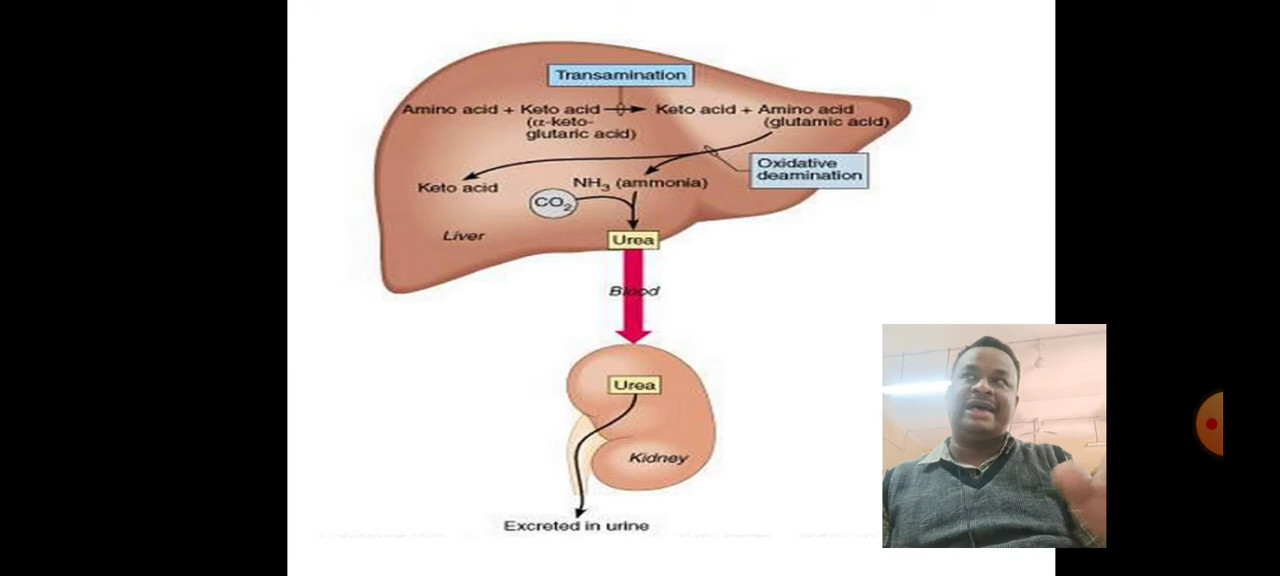 Transamination
Amino acid + Keto acid → Keto acid + Amino acid
(α-keto- (glutamic acid)
glutaric acid)
Oxidative
deamination
Keto acid
NH₃ (ammonia)
CO₂
Liver
Urea
Blood
Urea
Kidney
Excreted in urine